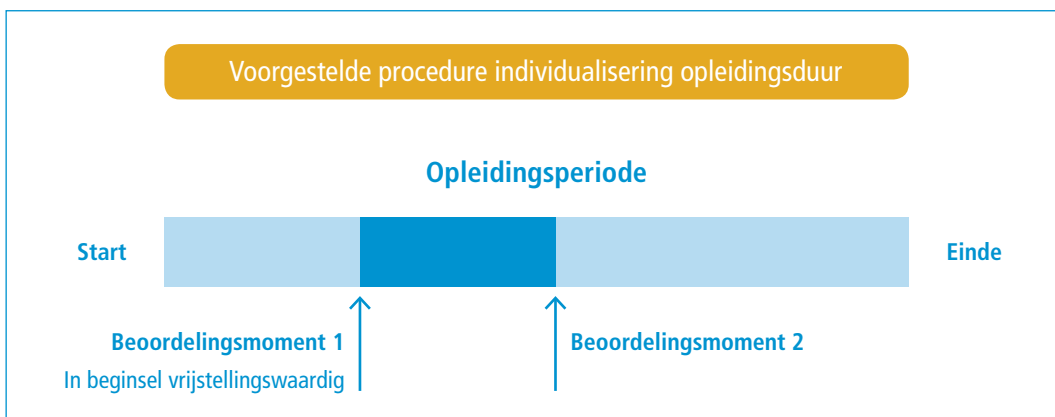 Voorgestelde procedure individualisering opleidingsduur
Opleidingsperiode
Start
Einde
Beoordelingsmoment 1
In beginsel vrijstellingswaardig
Beoordelingsmoment 2